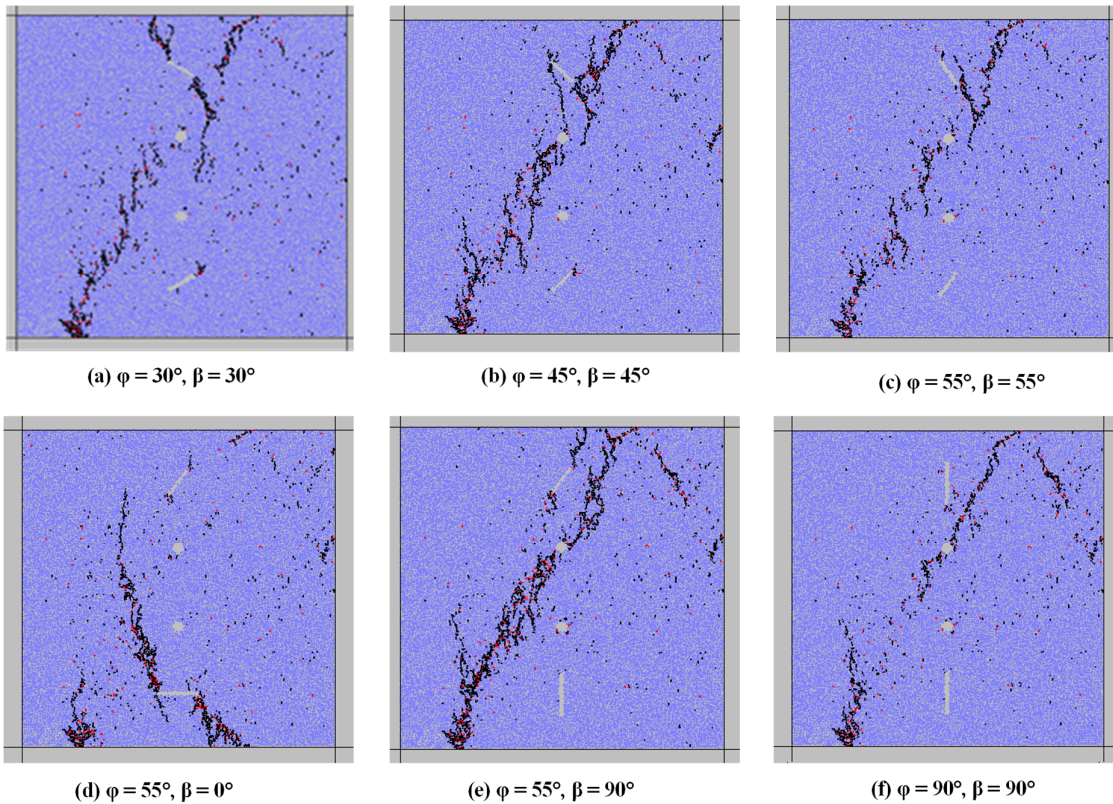 (a) φ = 30°, β = 30°
(b) φ = 45°, β = 45°
(c) φ = 55°, β = 55°
(d) φ = 55°, β = 0°
(e) φ = 55°, β = 90°
(f) φ = 90°, β = 90°